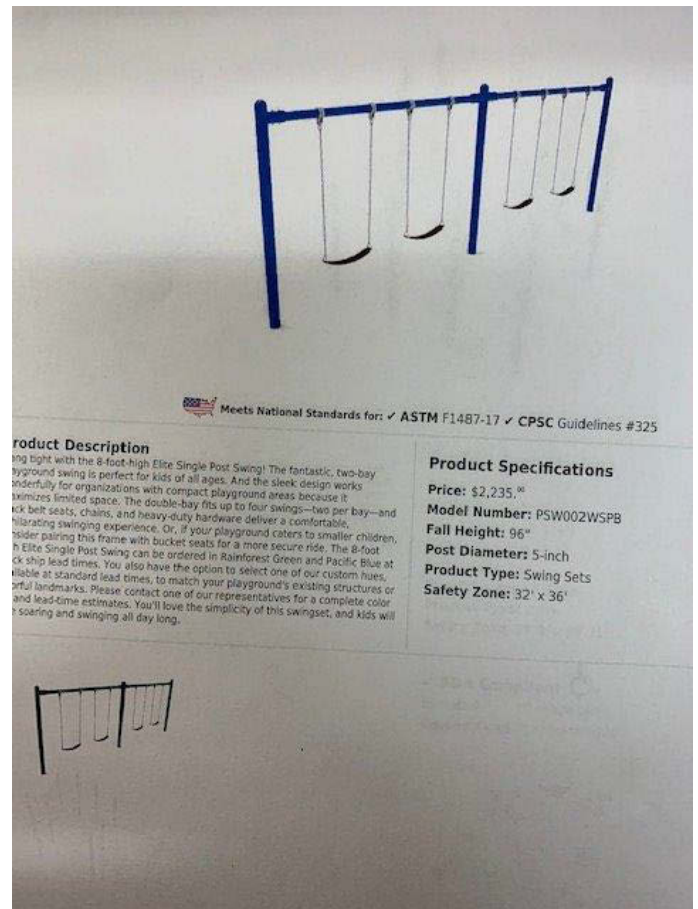 Meets National Standards for: ✓ ASTM F1487-17 ✓ CPSC Guidelines #325
roduct Description
ang tight with the 8-foot-high Elite Single Post Swing! The fantastic, two-bay
ayground swing is perfect for kids of all ages. And the sleek design works
onderfully for organizations with compact playground areas because it
aximizes limited space. The double-bay fits up to four swings—two per bay—and
ack belt seats, chains, and heavy-duty hardware deliver a comfortable,
hilarating swinging experience. Or, if your playground caters to smaller children,
nsider pairing this frame with bucket seats for a more secure ride. The 8-foot
h Elite Single Post Swing can be ordered in Rainforest Green and Pacific Blue at
ck ship lead times. You also have the option to select one of our custom hues,
ailable at standard lead times, to match your playground's existing structures or
orful landmarks. Please contact one of our representatives for a complete color
and lead-time estimates. You'll love the simplicity of this swingset, and kids will
soaring and swinging all day long.
Product Specifications
Price: $2,235.00
Model Number: PSW002WSPB
Fall Height: 96"
Post Diameter: 5-inch
Product Type: Swing Sets
Safety Zone: 32' x 36'